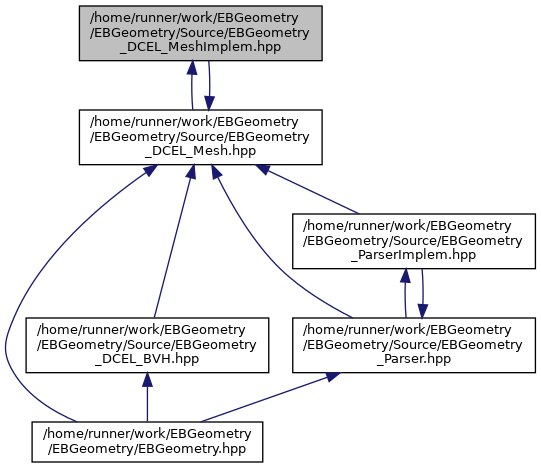 /home/runner/work/EBGeometry
/EBGeometry/Source/EBGeometry
_DCEL_MeshImplem.hpp
/home/runner/work/EBGeometry
/EBGeometry/Source/EBGeometry
_DCEL_Mesh.hpp
/home/runner/work/EBGeometry
/EBGeometry/Source/EBGeometry
_ParserImplem.hpp
/home/runner/work/EBGeometry
/EBGeometry/Source/EBGeometry
_DCEL_BVH.hpp
/home/runner/work/EBGeometry
/EBGeometry/Source/EBGeometry
_Parser.hpp
/home/runner/work/EBGeometry
/EBGeometry/EBGeometry.hpp